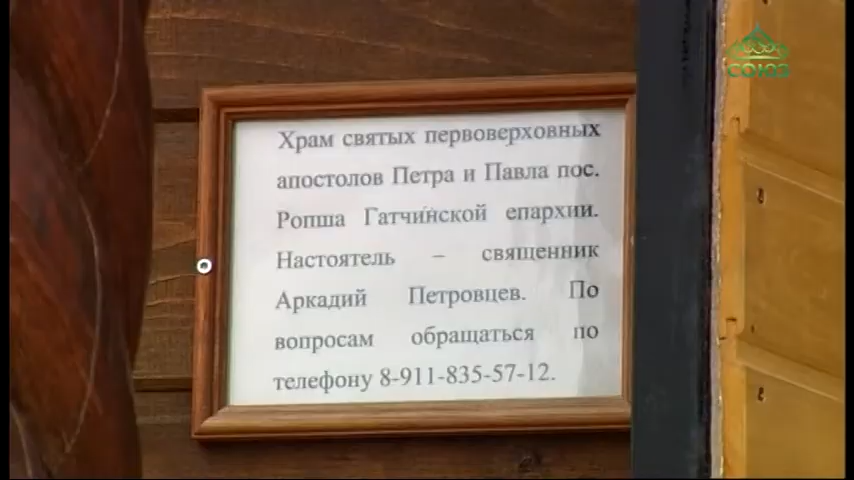 СОЮЗ
Храм святых первоверховных
апостолов Петра и Павла пос.
Ропша Гатчинской епархии.
Настоятель – священник
Аркадий Петровцев. По
вопросам обращаться по
телефону 8-911-835-57-12.